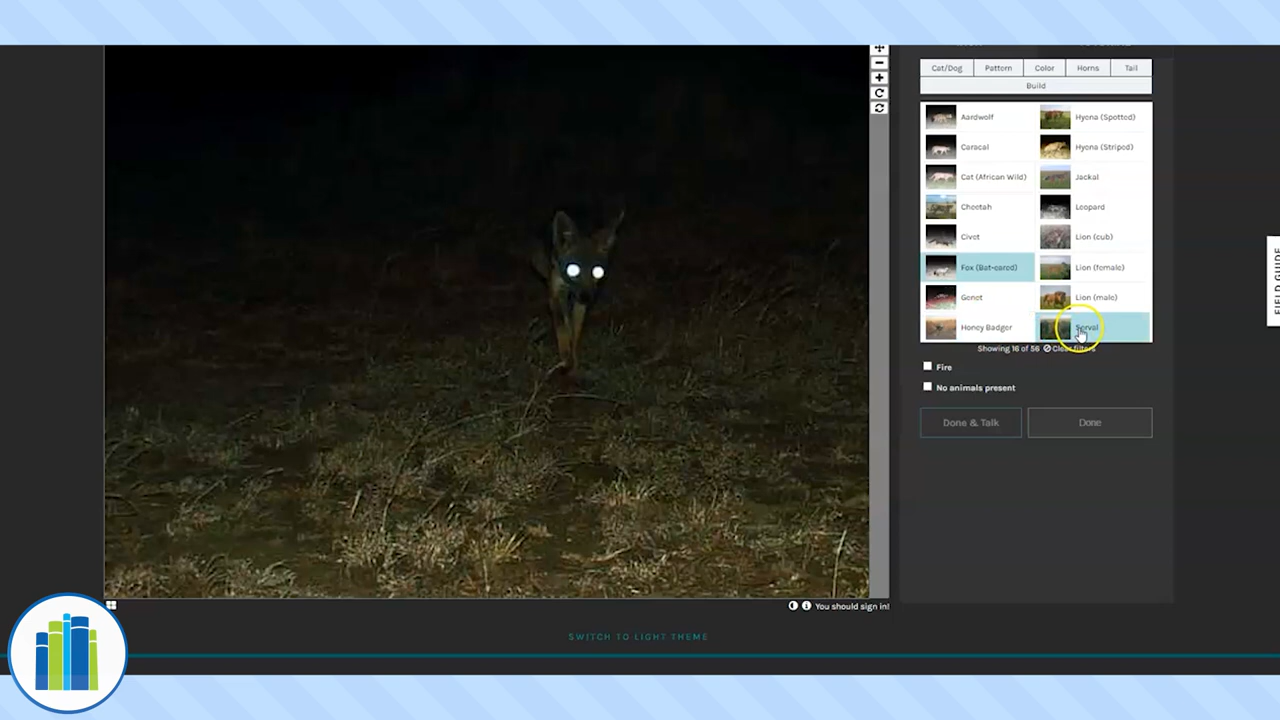 Cat/Dog Pattern Color Horns Tail
Build
Aardwolf Hyena (Spotted)
Caracal Hyena (Striped)
Cat (African Wild) Jackal
Cheetah Leopard
Civet Lion (cub)
Fox (Bat-eared) Lion (female)
Genet Lion (male)
Honey Badger Serval
Showing 16 of 56 Clear filters
Fire
No animals present
Done & Talk Done
FIELD GUIDE
You should sign in!
SWITCH TO LIGHT THEME